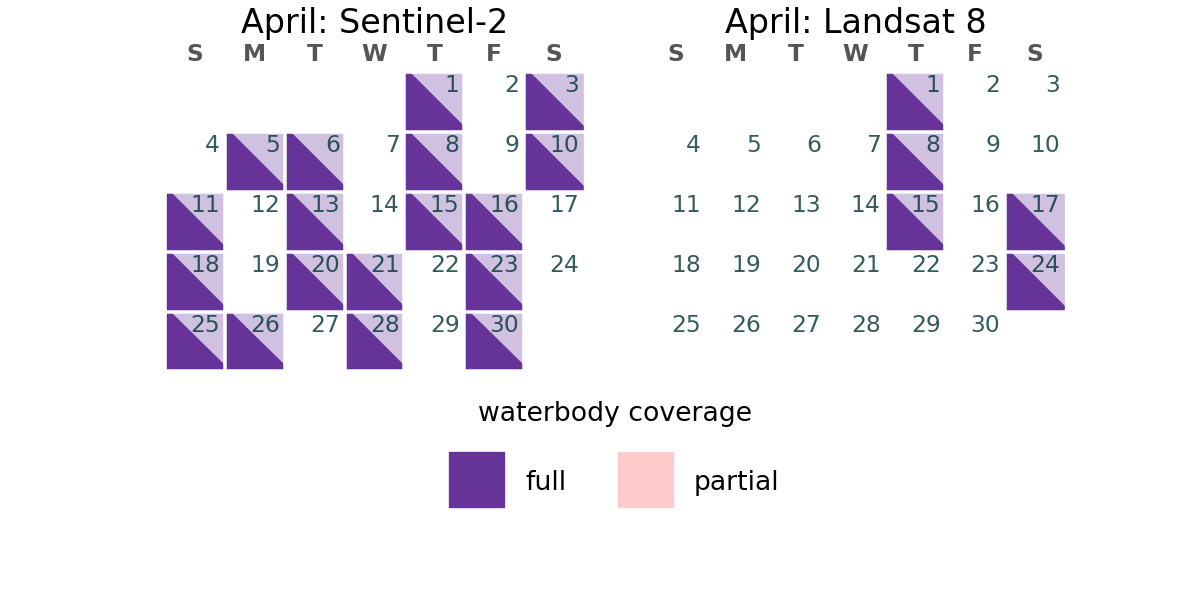 April: Sentinel-2
S M T W T F S
1 2 3
4 5 6 7 8 9 10
11 12 13 14 15 16 17
18 19 20 21 22 23 24
25 26 27 28 29 30
April: Landsat 8
S M T W T F S
1 2 3
4 5 6 7 8 9 10
11 12 13 14 15 16 17
18 19 20 21 22 23 24
25 26 27 28 29 30
waterbody coverage
full
partial